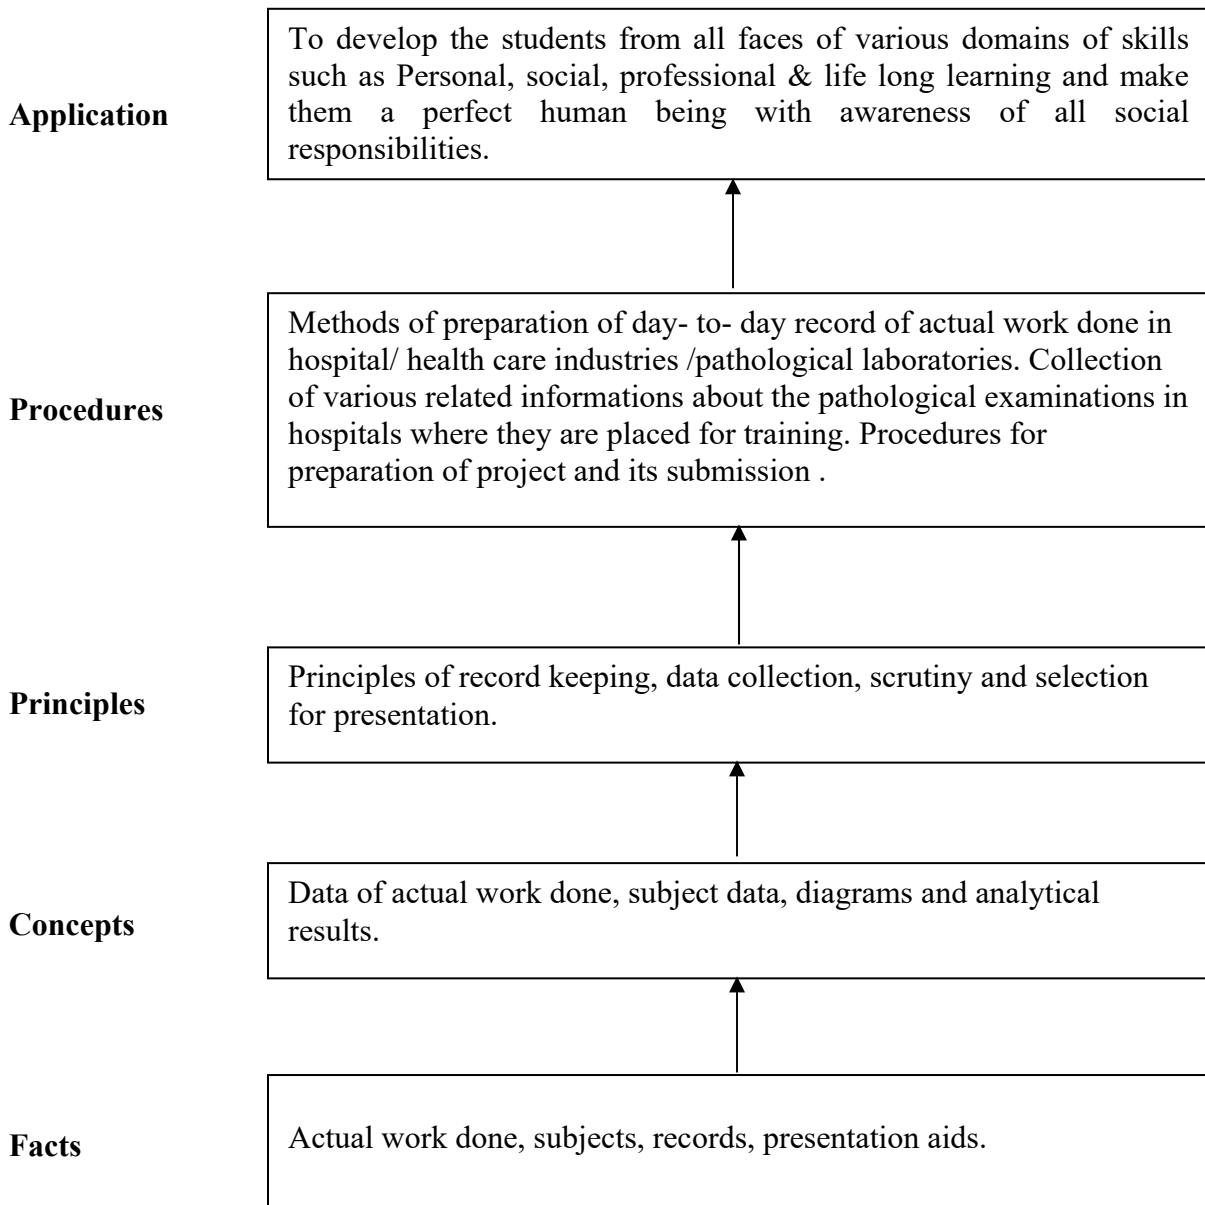 To develop the students from all faces of various domains of skills
such as Personal, social, professional & life long learning and make
them a perfect human being with awareness of all social
responsibilities.
Application
Methods of preparation of day- to- day record of actual work done in
hospital/ health care industries /pathological laboratories. Collection
of various related informations about the pathological examinations in
hospitals where they are placed for training. Procedures for
preparation of project and its submission .
Procedures
Principles of record keeping, data collection, scrutiny and selection
for presentation.
Principles
Data of actual work done, subject data, diagrams and analytical
results.
Concepts
Actual work done, subjects, records, presentation aids.
Facts